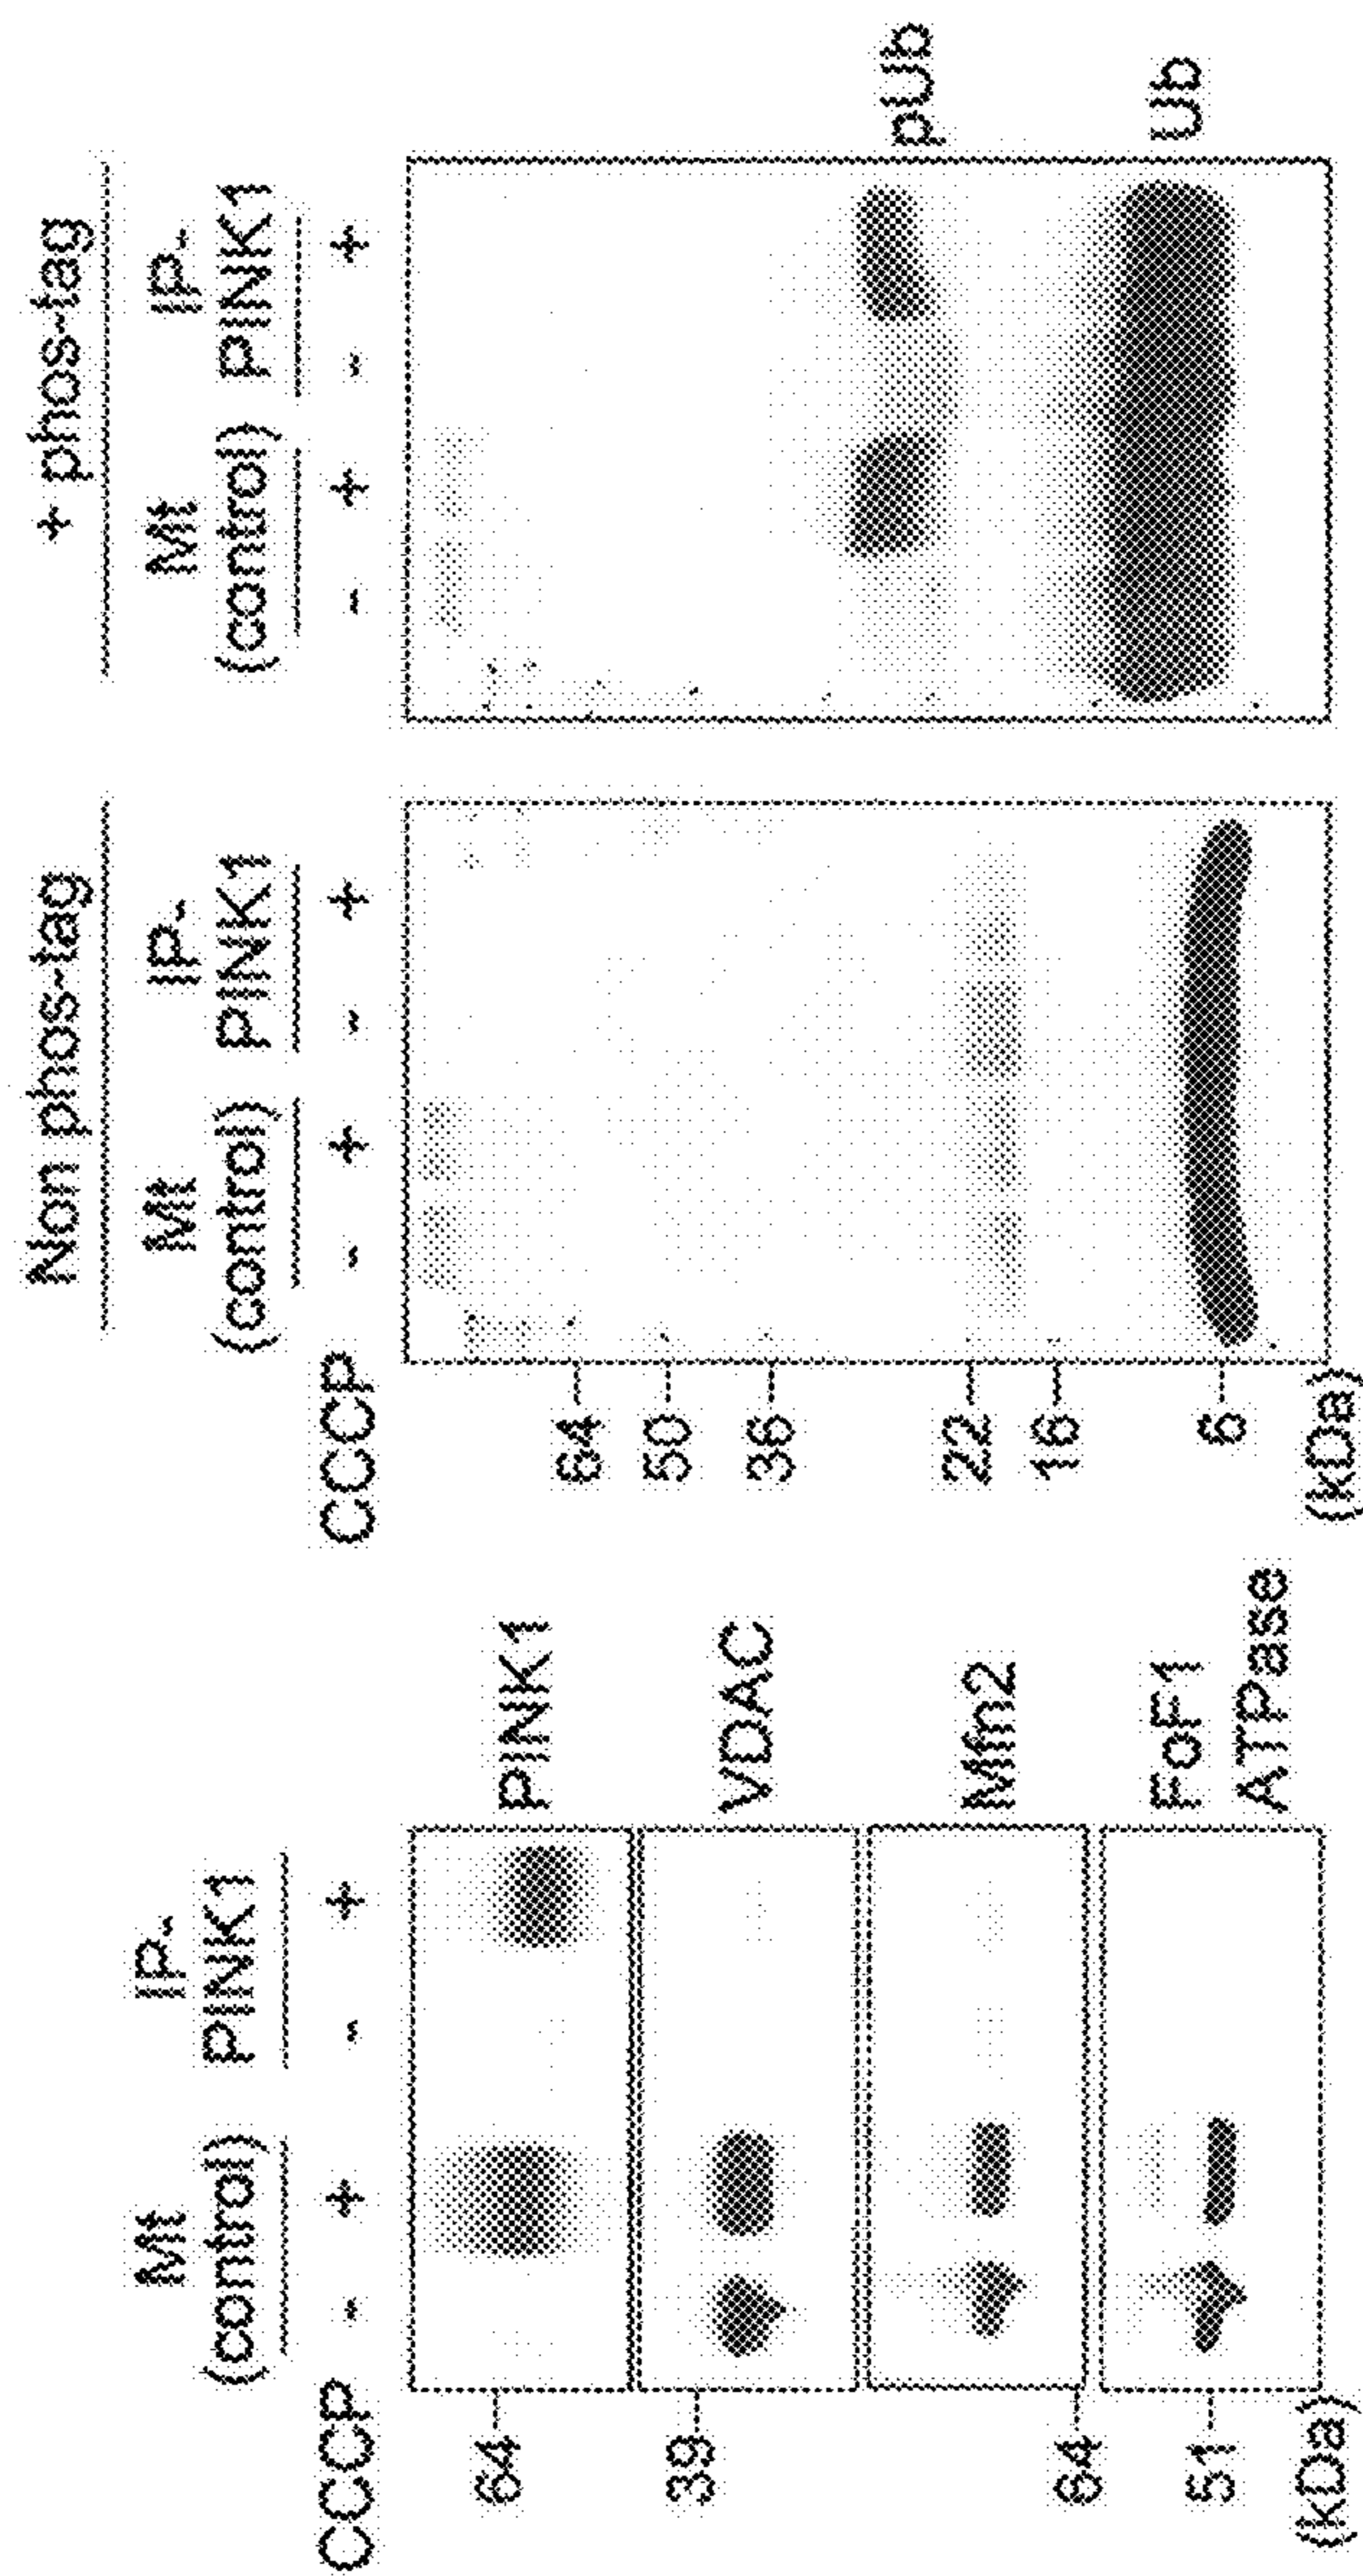 Mt
(control)
IP-
PINK1
CCCP - + - +
64
PINK1
39
VDAC
Mfn2
64
51
FoF1
ATPase
(kDa)
Non phos-tag
Mt
(control)
IP-
PINK1
CCCP - + - +
64
50
36
22
16
6
(kDa)
+ phos-tag
Mt
(control)
IP-
PINK1
- + - +
pUb
Ub